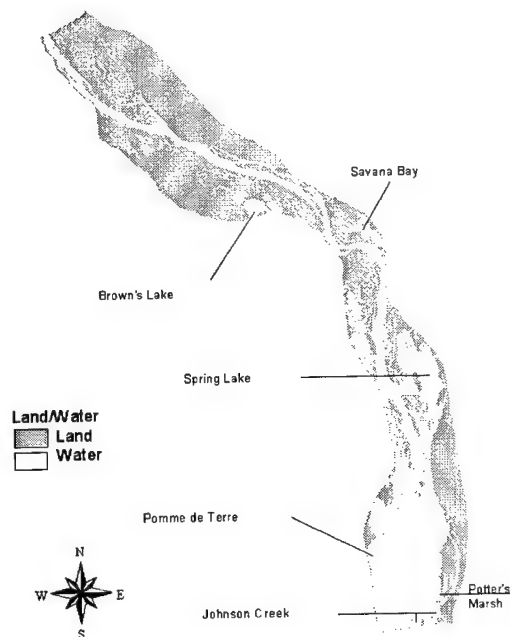 Savana Bay
Brown's Lake
Spring Lake
Land/Water
Land
Water
Pomme de Terre
N
W E
S
Potter's
Marsh
Johnson Creek